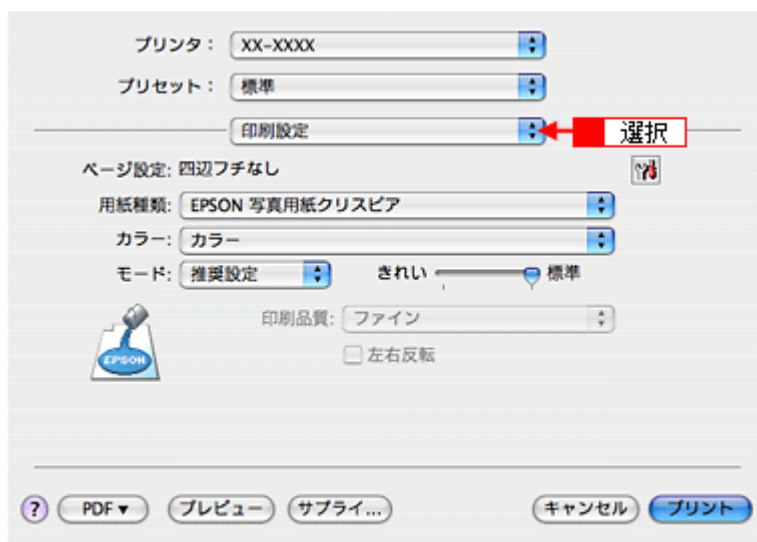 プリンタ： XX-XXXX
プリセット： 標準
印刷設定 選択
ページ設定: 四辺フチなし
用紙種類: EPSON 写真用紙クリスピア
カラー: カラー
モード: 推奨設定 きれい 標準
印刷品質: ファイン
EPSON
左右反転
? PDF▼ プレビュー サプライ... キャンセル プリント